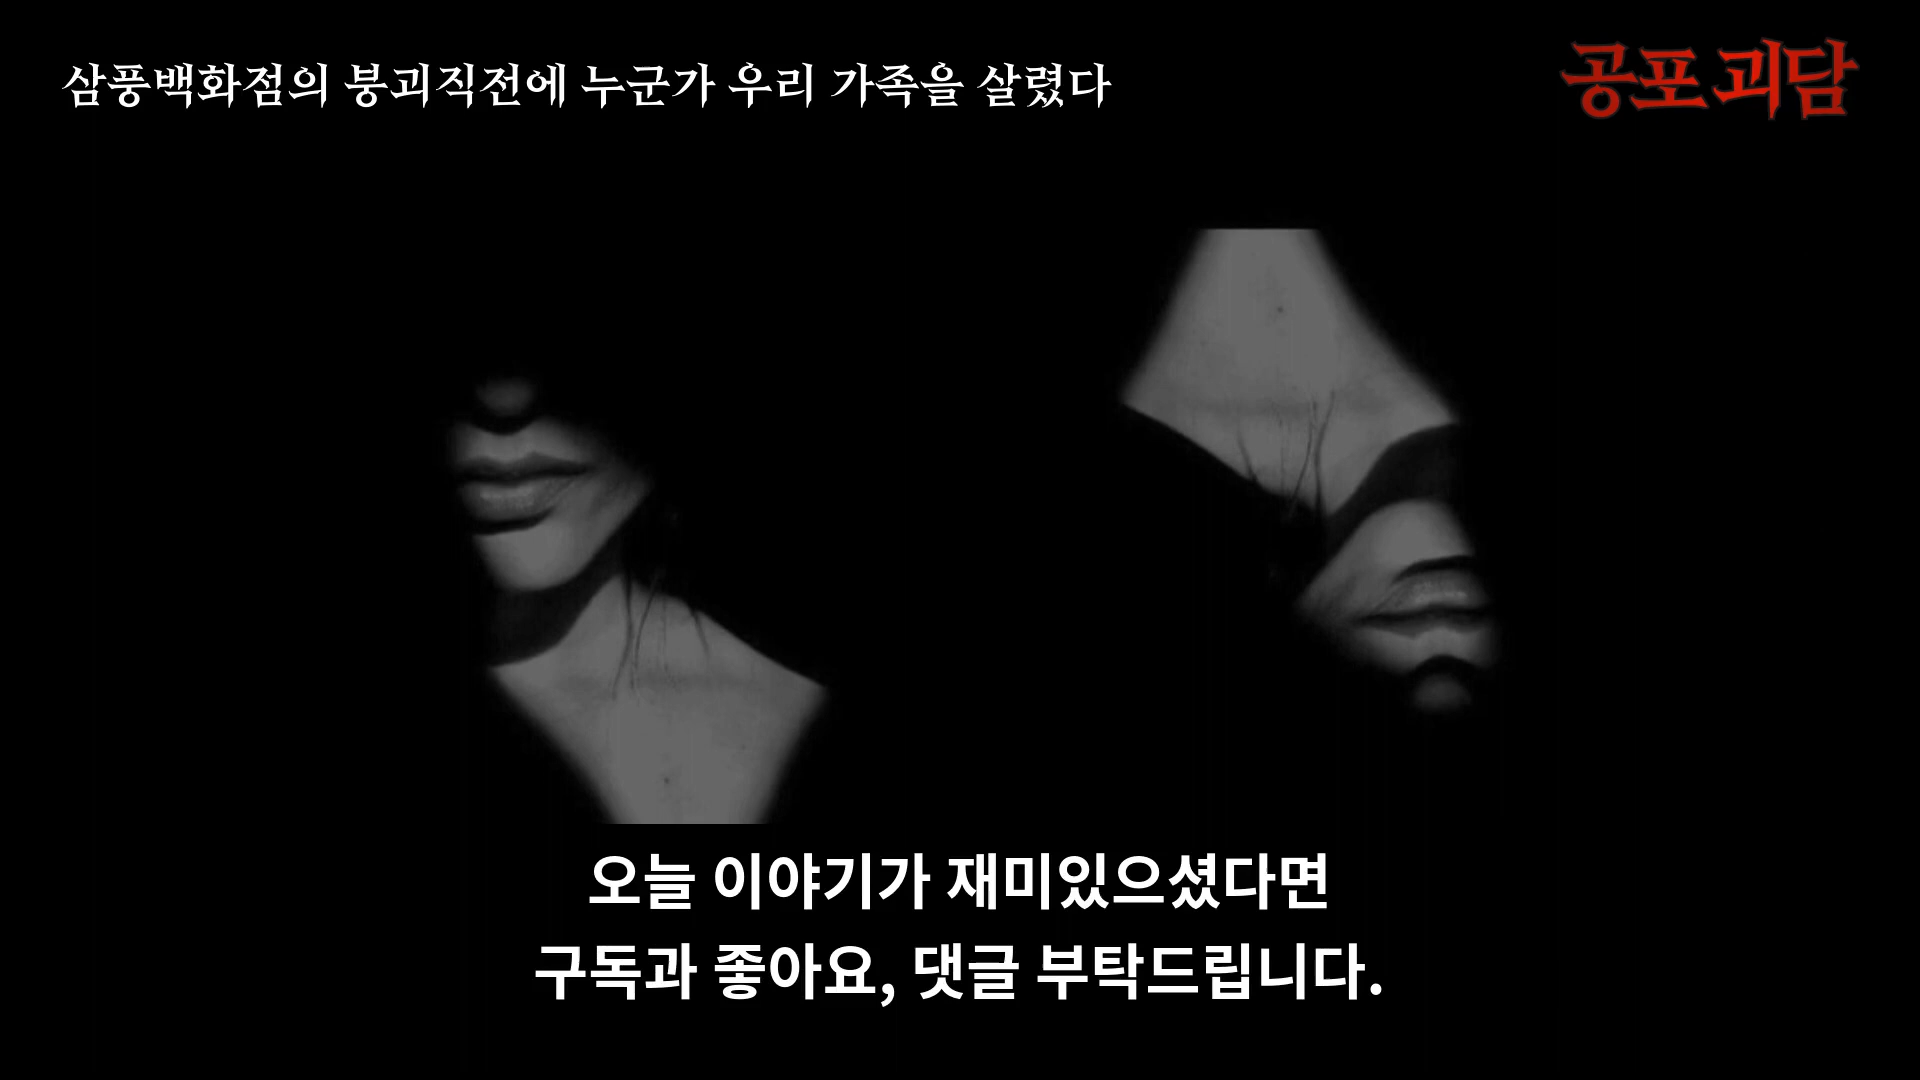 삼풍백화점의 붕괴직전에 누군가 우리 가족을 살렸다
공포 괴담
오늘 이야기가 재미있으셨다면
구독과 좋아요, 댓글 부탁드립니다.